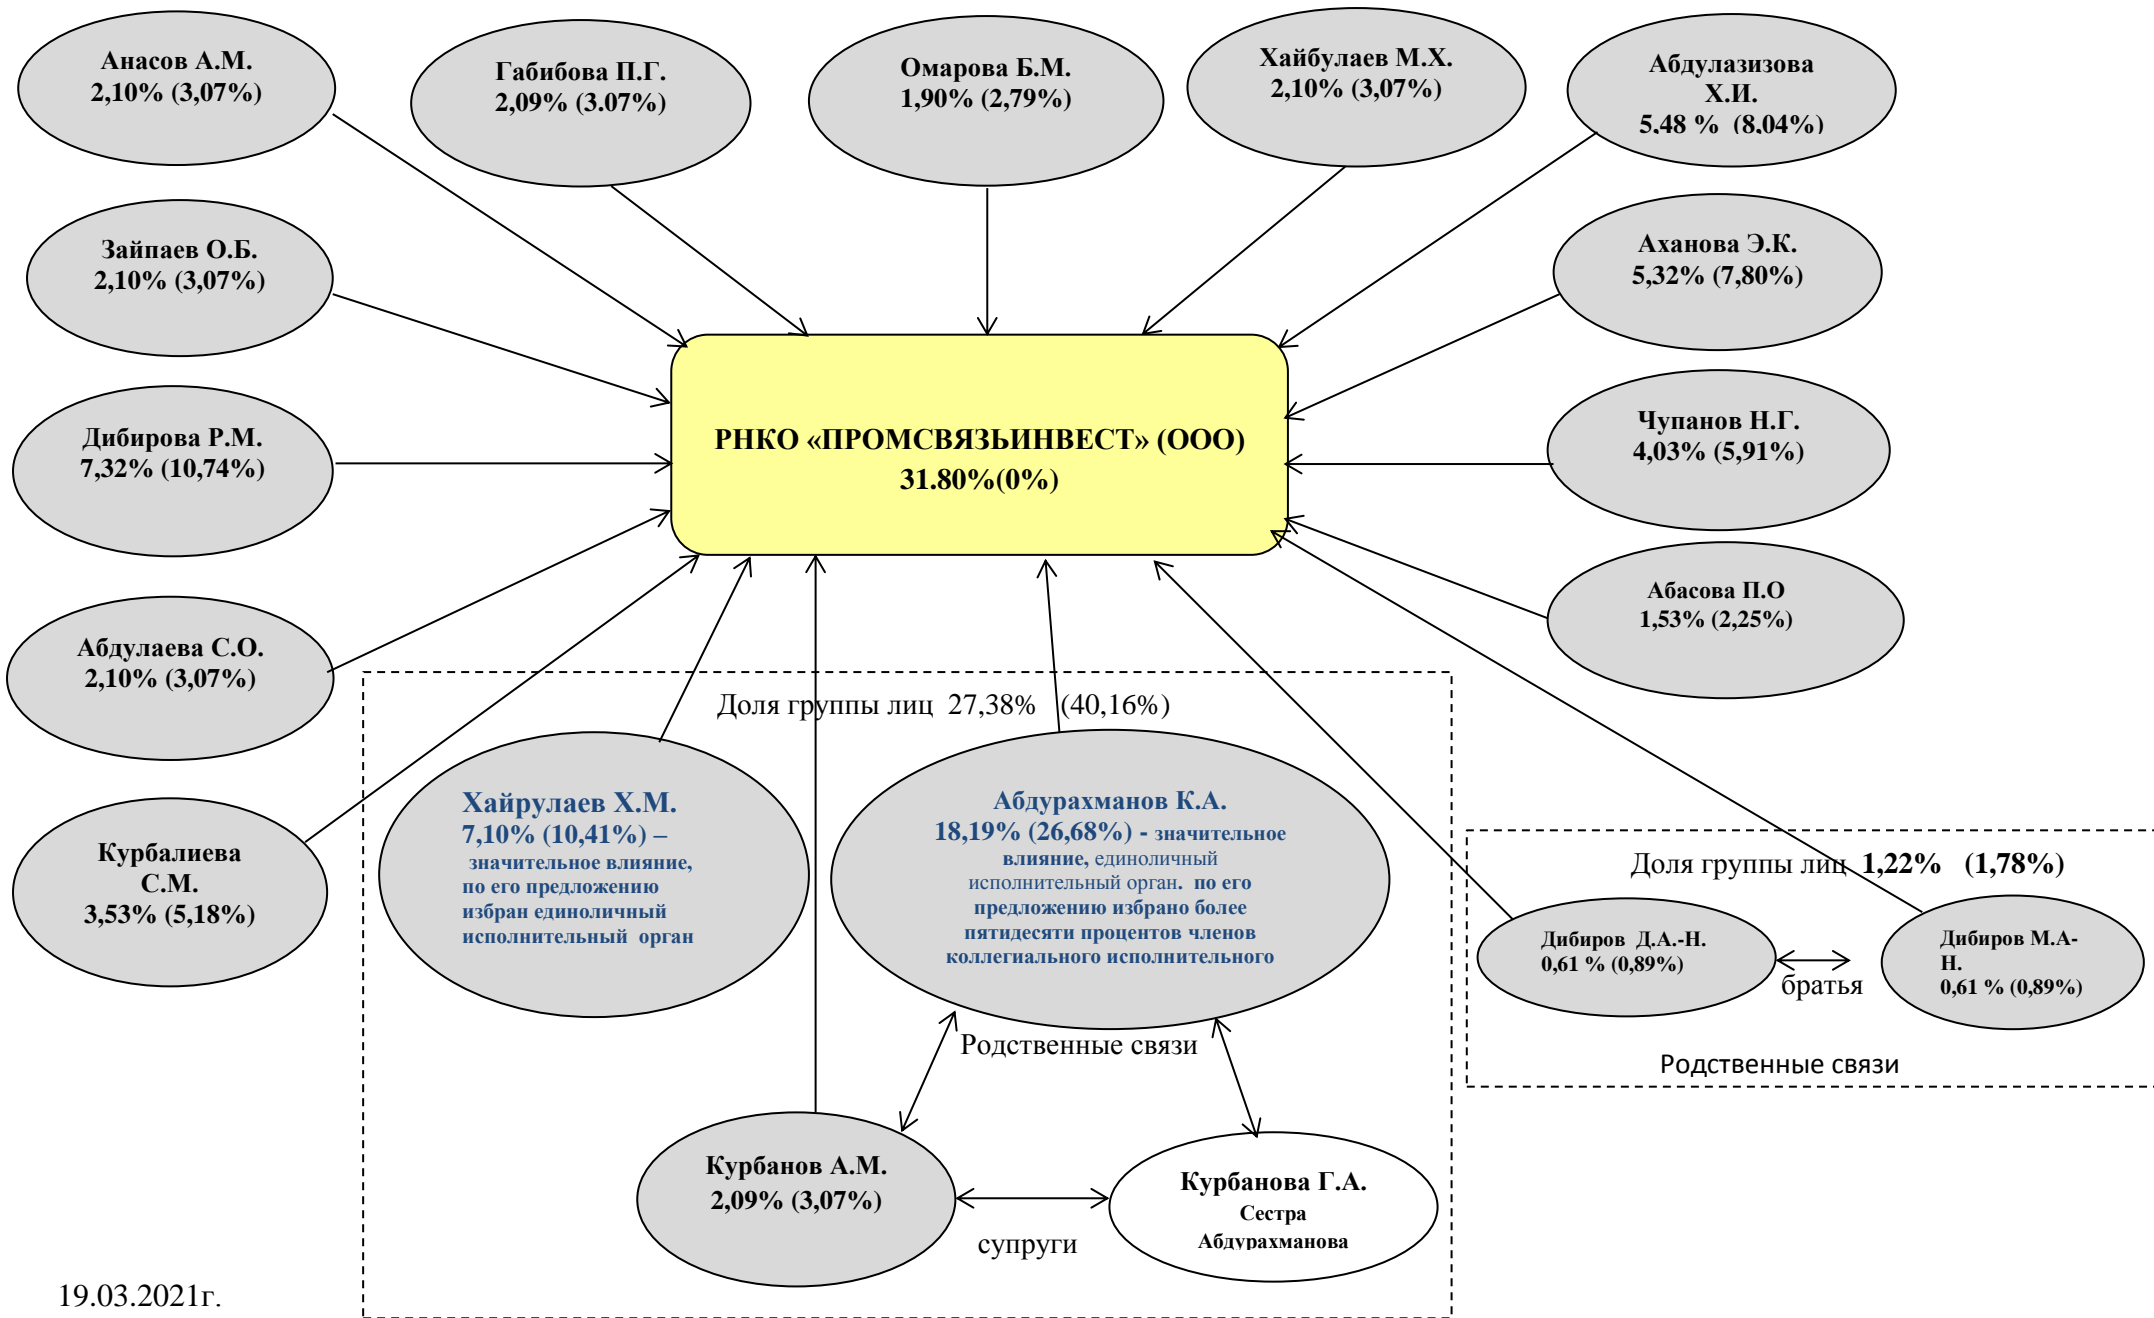 Анасов А.М.
2,10% (3,07%)
Габибова П.Г.
2,09% (3.07%)
Омарова Б.М.
1,90% (2,79%)
Хайбулаев М.Х.
2,10% (3,07%)
Абдулазизова
Х.И.
5,48 % (8,04%)
Зайпаев О.Б.
2,10% (3,07%)
Аханова Э.К.
5,32% (7,80%)
Дибирова Р.М.
7,32% (10,74%)
РНКО «ПРОМСВЯЗЬИНВЕСТ» (ООО)
31.80%(0%)
Чупанов Н.Г.
4,03% (5,91%)
Абасова П.О
1,53% (2,25%)
Абдулаева С.О.
2,10% (3,07%)
Доля группы лиц 27,38% (40,16%)
Курбалиева
С.М.
3,53% (5,18%)
Хайрулаев Х.М.
7,10% (10,41%) –
значительное влияние,
по его предложению
избран единоличный
исполнительный орган
Абдурахманов К.А.
18,19% (26,68%) - значительное
влияние, единоличный
исполнительный орган. по его
предложению избрано более
пятидесяти процентов членов
коллегиального исполнительного
Доля группы лиц 1,22% (1,78%)
Дибиров Д.А.-Н.
0,61 % (0,89%)
братья
Дибиров М.А-
Н.
0,61 % (0,89%)
Родственные связи
Родственные связи
Курбанов А.М.
2,09% (3,07%)
супруги
Курбанова Г.А.
Сестра
Абдурахманова
19.03.2021г.